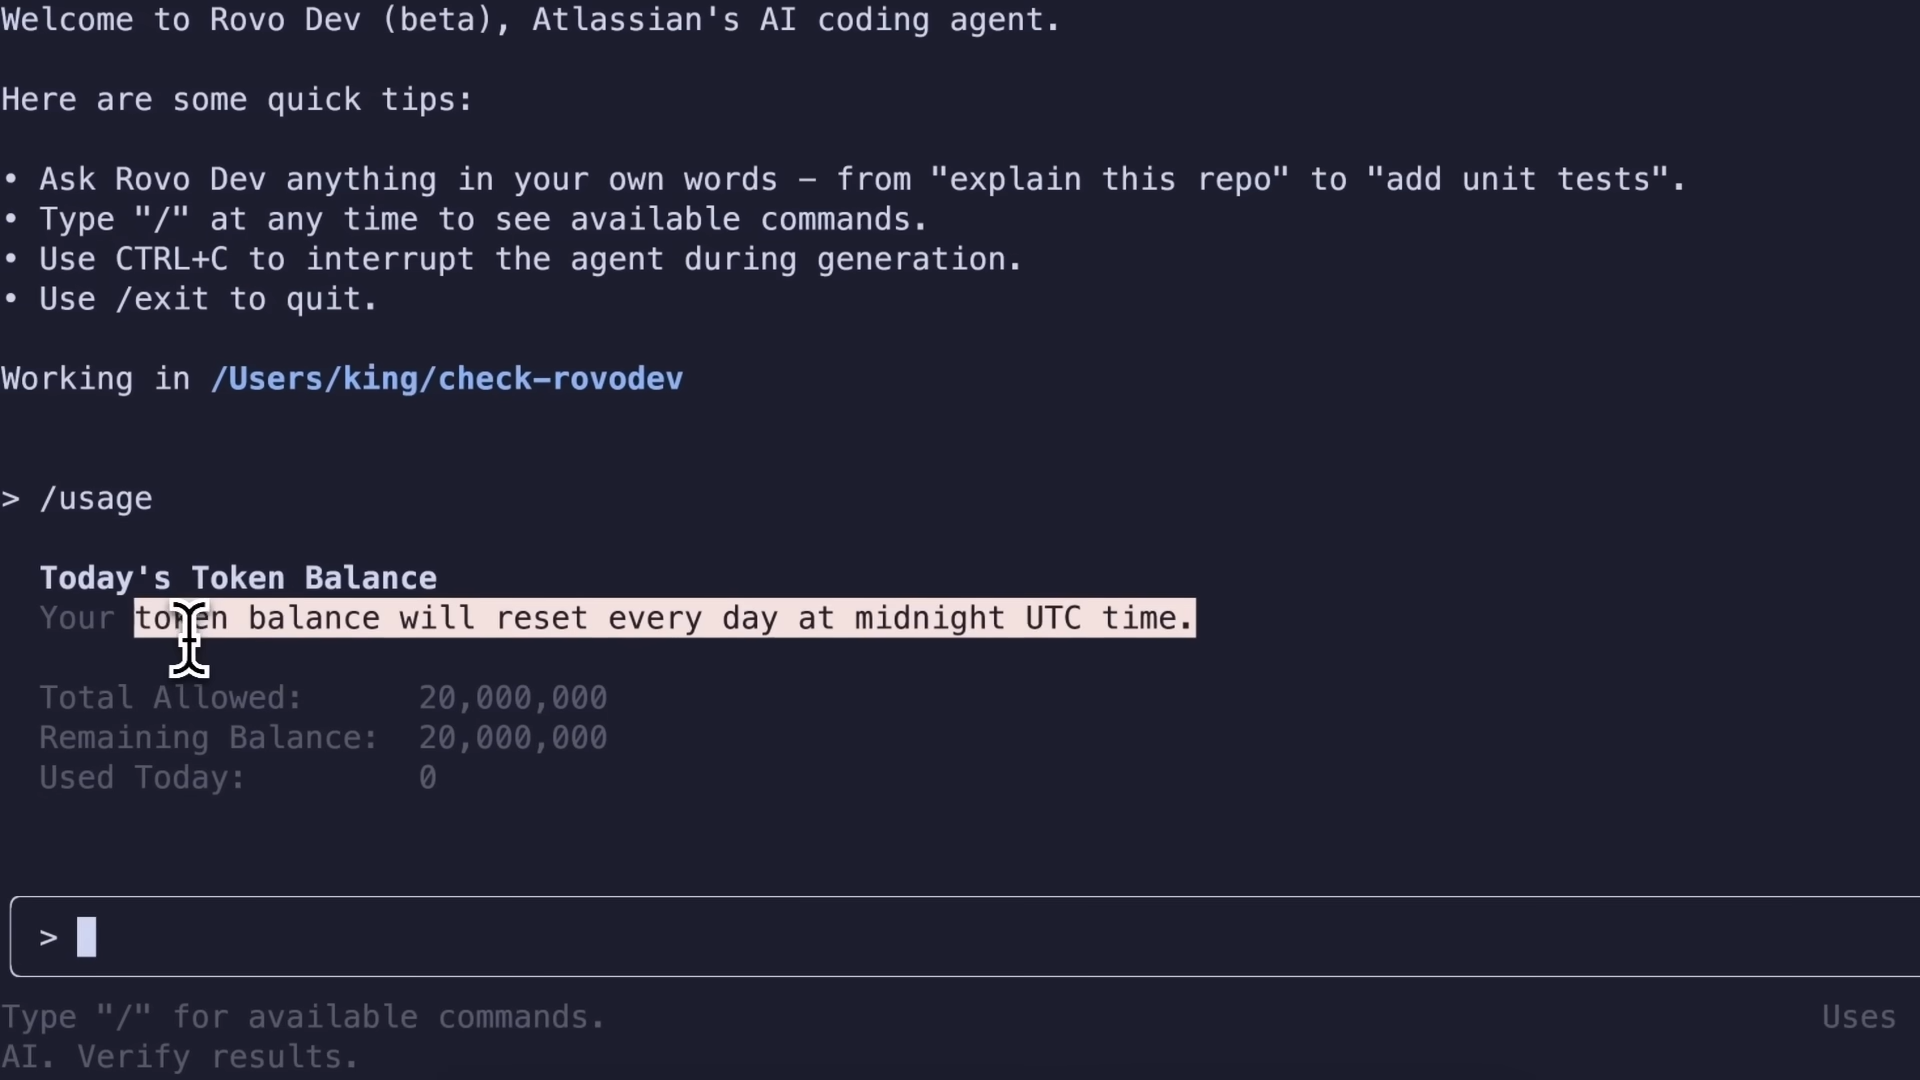 Welcome to Rovo Dev (beta), Atlassian's AI coding agent.
Here are some quick tips:
• Ask Rovo Dev anything in your own words – from "explain this repo" to "add unit tests".
• Type "/" at any time to see available commands.
• Use CTRL+C to interrupt the agent during generation.
• Use /exit to quit.
Working in /Users/king/check-rovodev
> /usage
Today's Token Balance
Your token balance will reset every day at midnight UTC time.
Total Allowed: 20,000,000
Remaining Balance: 20,000,000
Used Today: 0
>
Type "/" for available commands. Uses
AI. Verify results.